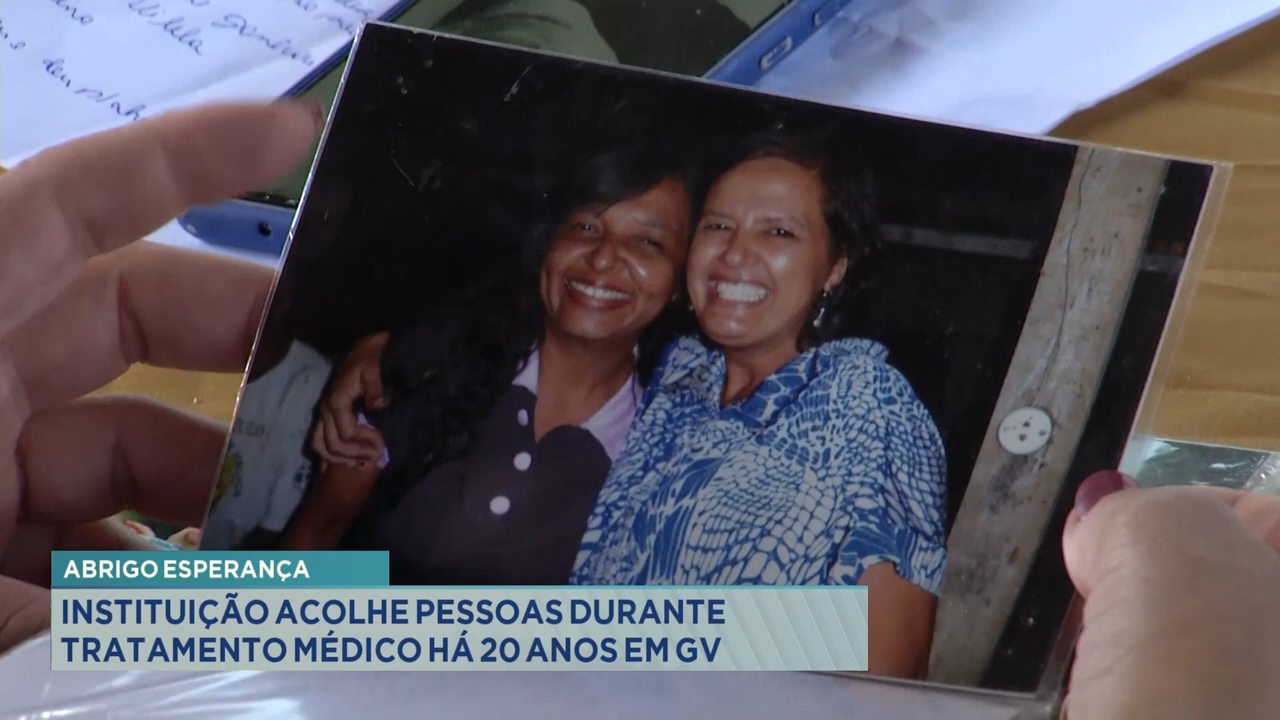 ABRIGO ESPERANÇA
INSTITUIÇÃO ACOLHE PESSOAS DURANTE
TRATAMENTO MÉDICO HÁ 20 ANOS EM GV